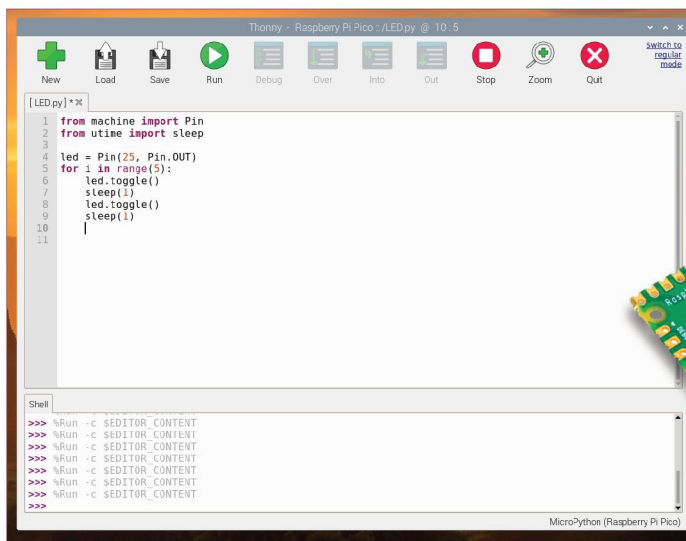 Thonny - Raspberry Pi Pico :: /LED.py @ 10 : 5
New Load Save Run Debug Over Into Out Stop Zoom Quit
Switch to
regular
mode
[ LED.py ] *
1 from machine import Pin
2 from utime import sleep
3
4 led = Pin(25, Pin.OUT)
5 for i in range(5):
6     led.toggle()
7     sleep(1)
8     led.toggle()
9     sleep(1)
10
11
Shell
>>> %Run -c $EDITOR_CONTENT
>>> %Run -c $EDITOR_CONTENT
>>> %Run -c $EDITOR_CONTENT
>>> %Run -c $EDITOR_CONTENT
>>> %Run -c $EDITOR_CONTENT
>>> %Run -c $EDITOR_CONTENT
>>> %Run -c $EDITOR_CONTENT
>>>
MicroPython (Raspberry Pi Pico)